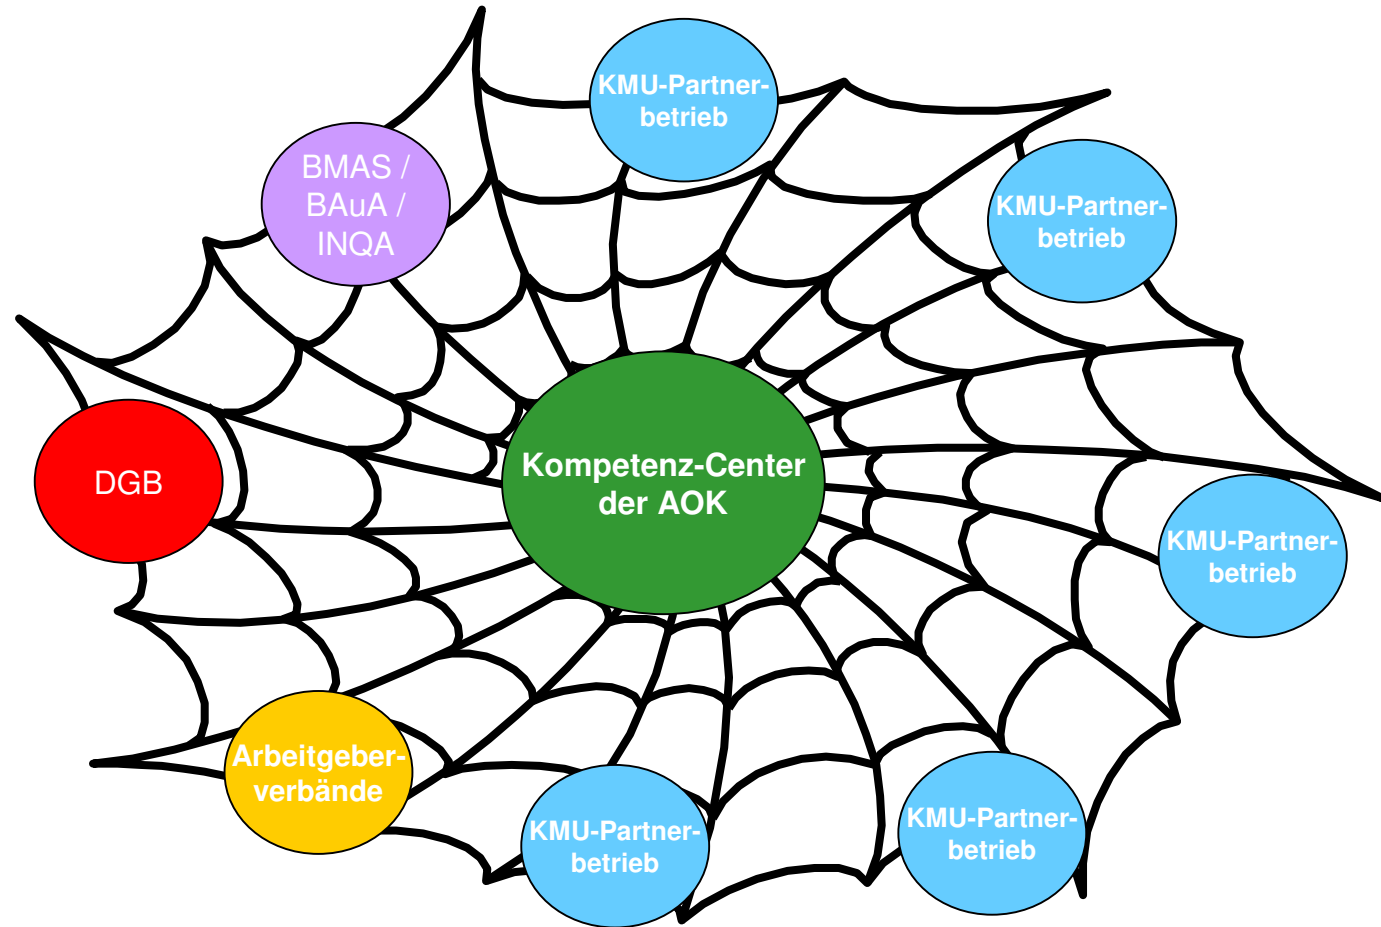 KMU-Partner-
betrieb
BMAS /
BAuA /
INQA
KMU-Partner-
betrieb
DGB
Kompetenz-Center
der AOK
KMU-Partner-
betrieb
Arbeitgeber-
verbände
KMU-Partner-
betrieb
KMU-Partner-
betrieb